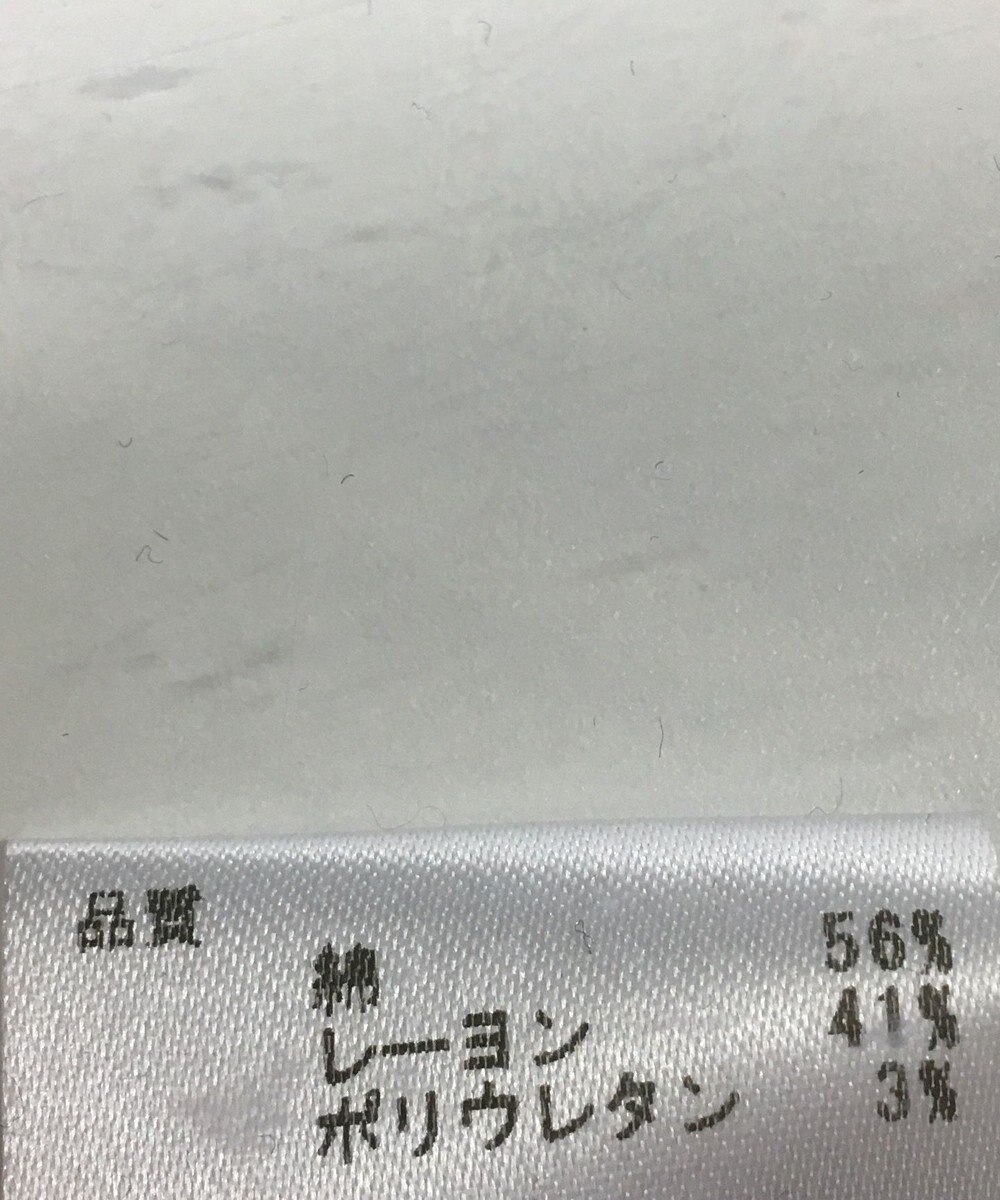 品質
綿 56%
レーヨン 41%
ポリウレタン 3%